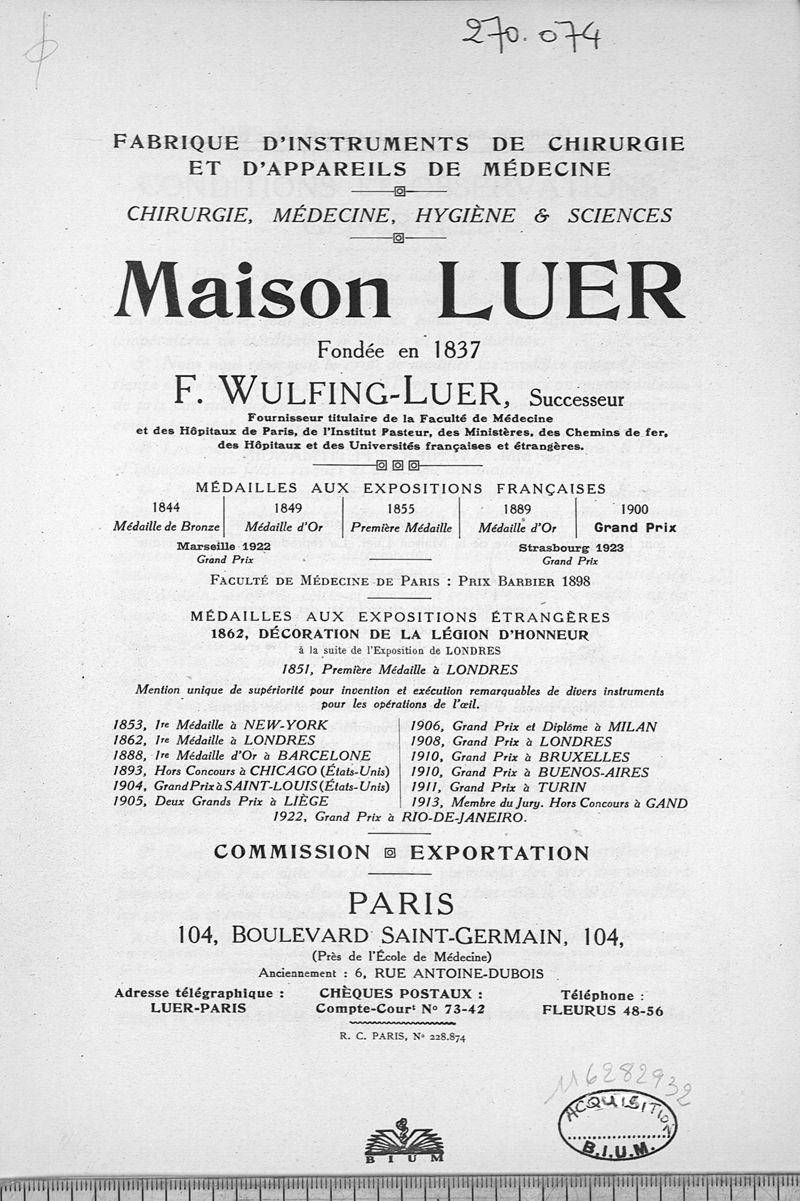 270.074
FABRIQUE D'INSTRUMENTS DE CHIRURGIE
ET D'APPAREILS DE MÉDECINE
CHIRURGIE, MÉDECINE, HYGIÈNE & SCIENCES
Maison LUER
Fondée en 1837
F. WULFING-LUER, Successeur
Fournisseur titulaire de la Faculté de Médecine
et des Hôpitaux de Paris, de l'Institut Pasteur, des Ministères, des Chemins de fer,
des Hôpitaux et des Universités françaises et étrangères.
MÉDAILLES AUX EXPOSITIONS FRANÇAISES
1844 1849 1855 1889 1900
Médaille de Bronze Médaille d'Or Première Médaille Médaille d'Or Grand Prix
Marseille 1922 Strasbourg 1923
Grand Prix Grand Prix
FACULTÉ DE MÉDECINE DE PARIS : PRIX BARBIER 1898
MÉDAILLES AUX EXPOSITIONS ÉTRANGÈRES
1862, DÉCORATION DE LA LÉGION D'HONNEUR
à la suite de l'Exposition de LONDRES
1851, Première Médaille à LONDRES
Mention unique de supériorité pour invention et exécution remarquables de divers instruments
pour les opérations de l'œil.
1853, 1re Médaille à NEW-YORK
1862, 1re Médaille à LONDRES
1888, 1re Médaille d'Or à BARCELONE
1893, Hors Concours à CHICAGO (États-Unis)
1904, Grand Prix à SAINT-LOUIS (États-Unis)
1905, Deux Grands Prix à LIÈGE
1906, Grand Prix et Diplôme à MILAN
1908, Grand Prix à LONDRES
1910, Grand Prix à BRUXELLES
1910, Grand Prix à BUENOS-AIRES
1911, Grand Prix à TURIN
1913, Membre du Jury. Hors Concours à GAND
1922, Grand Prix à RIO-DE-JANEIRO.
COMMISSION EXPORTATION
PARIS
104, BOULEVARD SAINT-GERMAIN, 104,
(Près de l'École de Médecine)
Anciennement : 6, RUE ANTOINE-DUBOIS
Adresse télégraphique : CHÈQUES POSTAUX : Téléphone :
LUER-PARIS Compte-Court No 73-42 FLEURUS 48-56
R. C. PARIS, No 228.874
ACQUISITION
B.I.U.M.
B I U M